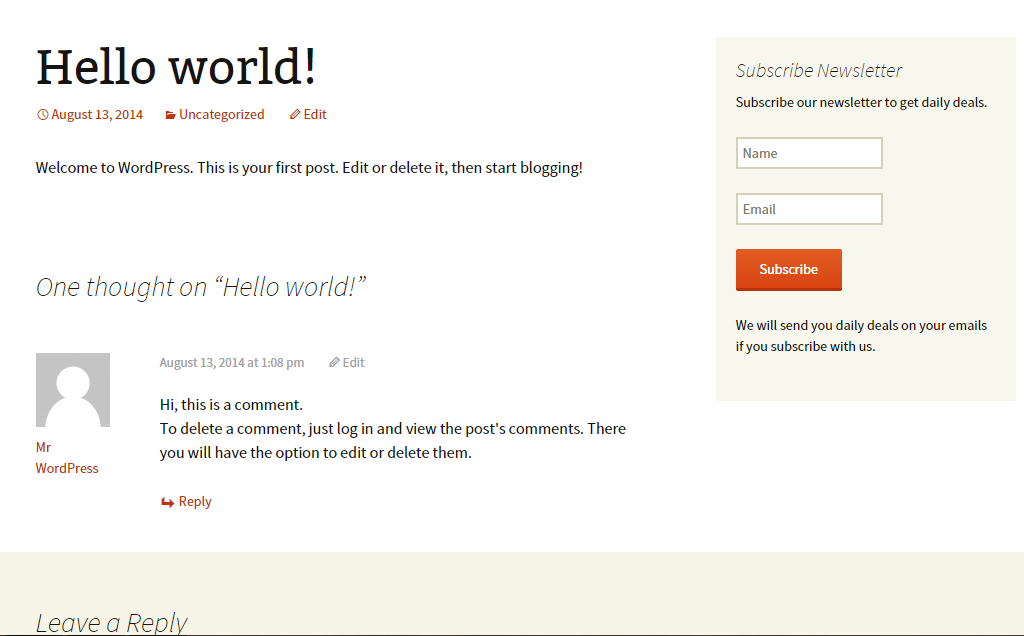 Hello world!
August 13, 2014 Uncategorized Edit
Welcome to WordPress. This is your first post. Edit or delete it, then start blogging!
One thought on “Hello world!”
August 13, 2014 at 1:08 pm Edit
Hi, this is a comment.
To delete a comment, just log in and view the post's comments. There
you will have the option to edit or delete them.
Mr
WordPress
Reply
Leave a Reply
Subscribe Newsletter
Subscribe our newsletter to get daily deals.
Name
Email
Subscribe
We will send you daily deals on your emails
if you subscribe with us.